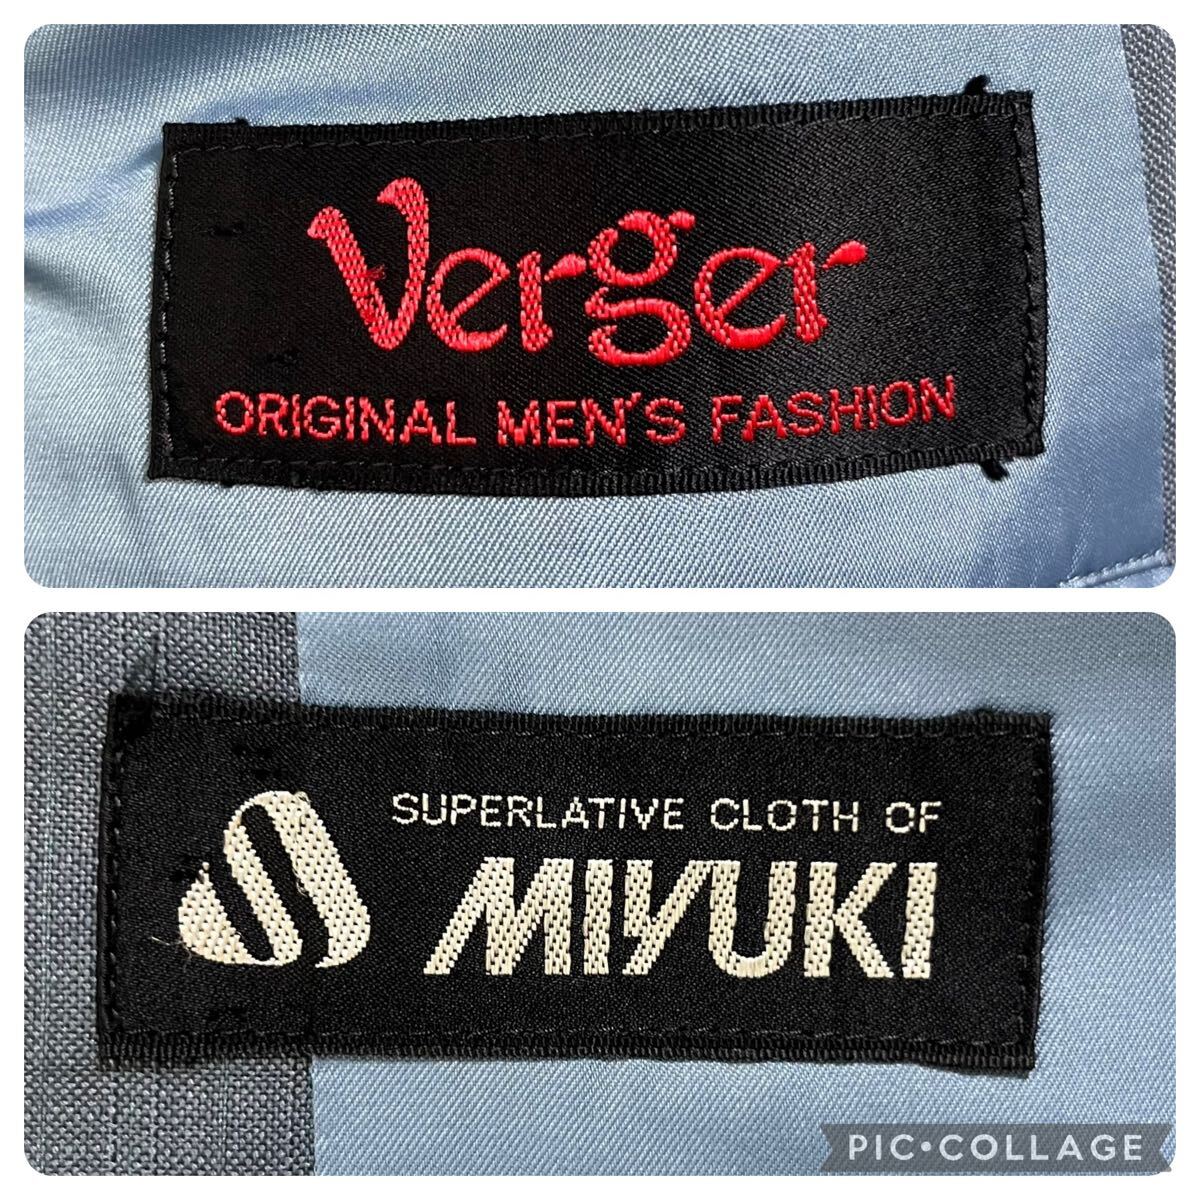 Verger
ORIGINAL MEN'S FASHION
SUPERLATIVE CLOTH OF
MIYUKI
PIC•COLLAGE